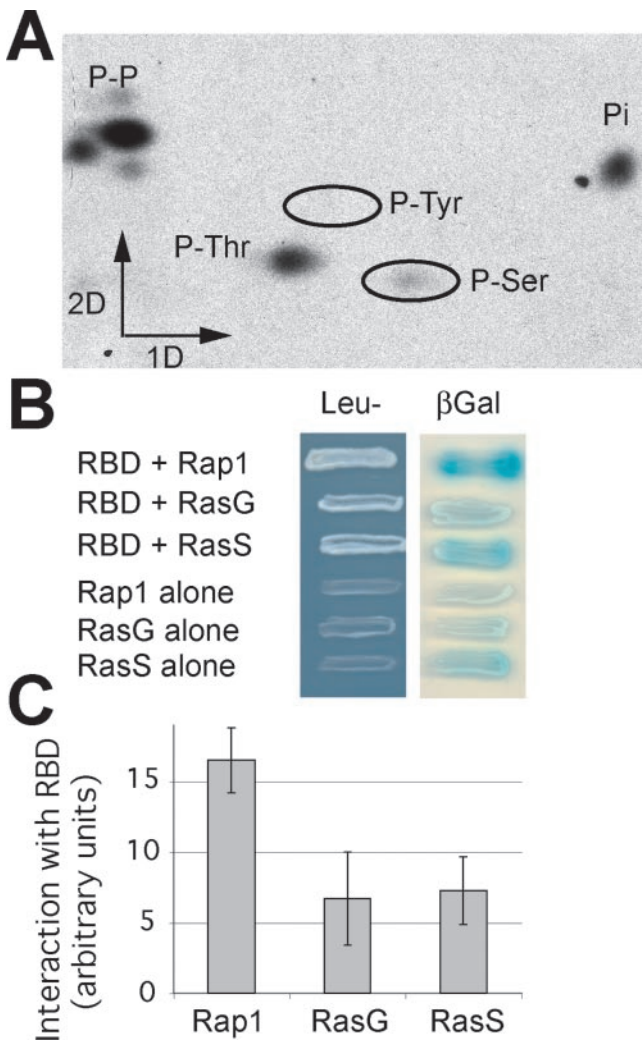 A
P-P
Pi
P-Tyr
P-Thr
P-Ser
2D
1D
B
Leu- βGal
RBD + Rap1
RBD + RasG
RBD + RasS
Rap1 alone
RasG alone
RasS alone
C
Interaction with RBD
(arbitrary units)
15
10
5
0
Rap1 RasG RasS